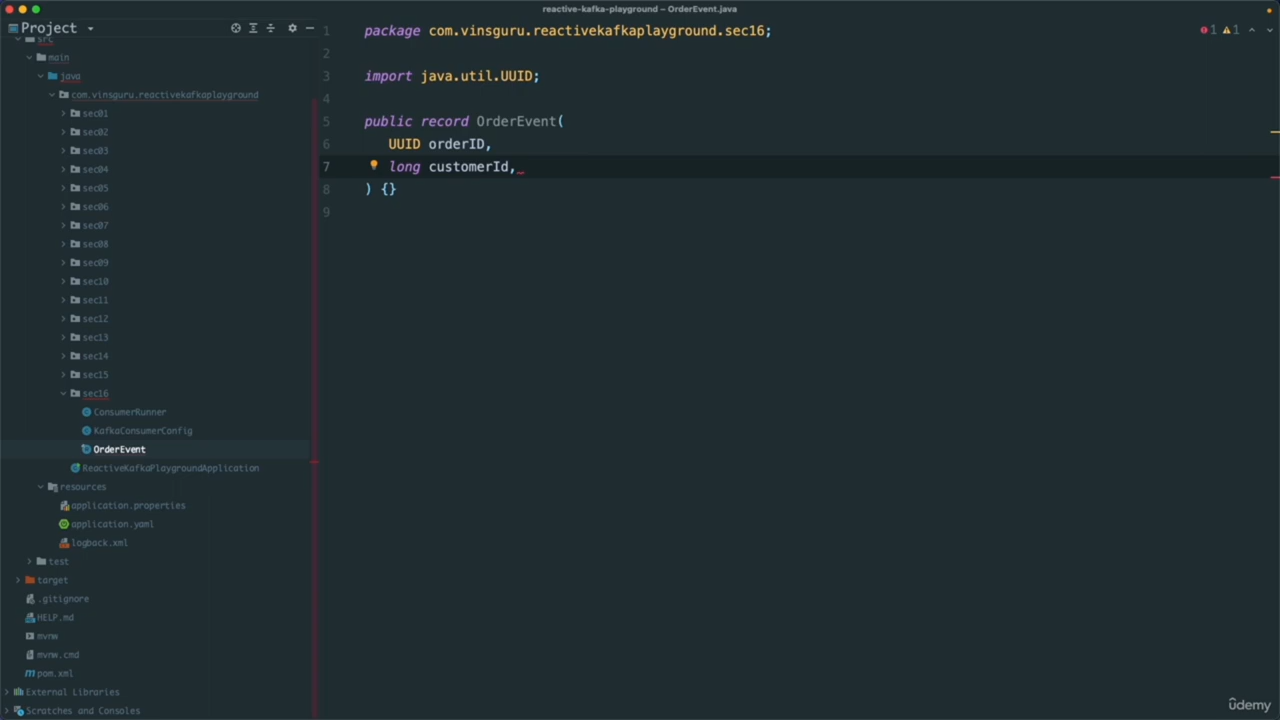 reactive-kafka-playground – OrderEvent.java
Project
src
main
java
com.vinsguru.reactivekafkaplayground
sec01
sec02
sec03
sec04
sec05
sec06
sec07
sec08
sec09
sec10
sec11
sec12
sec13
sec14
sec15
sec16
ConsumerRunner
KafkaConsumerConfig
OrderEvent
ReactiveKafkaPlaygroundApplication
resources
application.properties
application.yaml
logback.xml
test
target
.gitignore
HELP.md
mvnw
mvnw.cmd
pom.xml
External Libraries
Scratches and Consoles
1 package com.vinsguru.reactivekafkaplayground.sec16;
2
3 import java.util.UUID;
4
5 public record OrderEvent(
6 UUID orderID,
7 long customerId,
8 ) {}
9
1 1
ûdemy